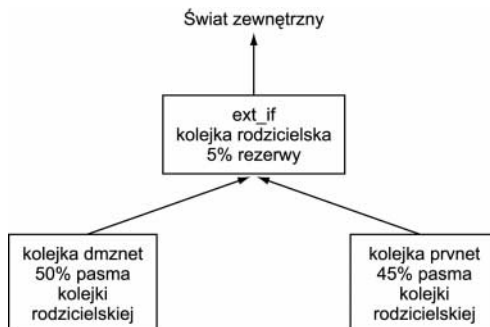 Świat zewnętrzny
ext_if
kolejka rodzicielska
5% rezerwy
kolejka dmznet
50% pasma
kolejki
rodzicielskiej
kolejka prvnet
45% pasma
kolejki
rodzicielskiej